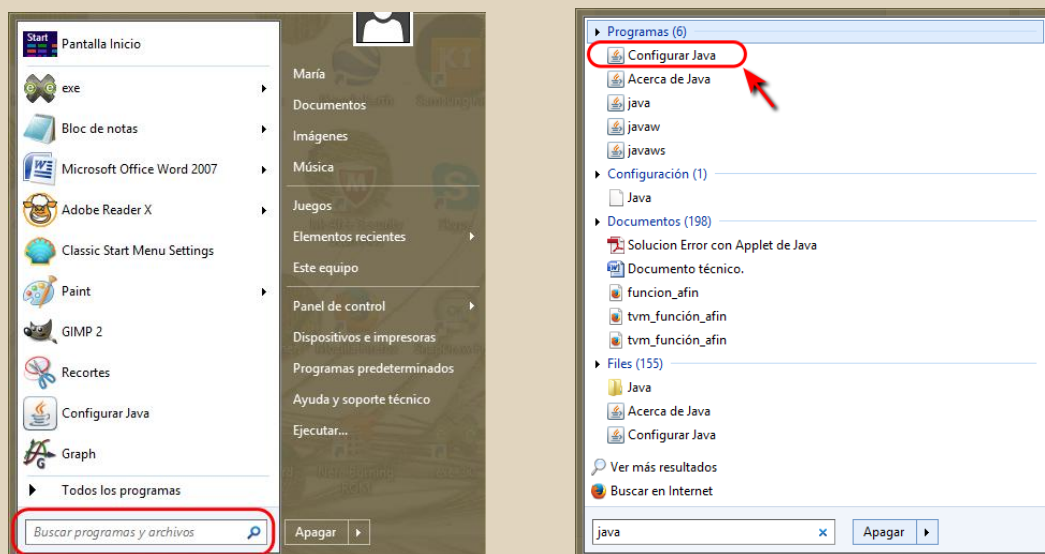 Start
Pantalla Inicio
exe
Bloc de notas
Microsoft Office Word 2007
Adobe Reader X
Classic Start Menu Settings
Paint
GIMP 2
Recortes
Configurar Java
Graph
Todos los programas
Buscar programas y archivos
María
Documentos
Imágenes
Música
Juegos
Elementos recientes
Este equipo
Panel de control
Dispositivos e impresoras
Programas predeterminados
Ayuda y soporte técnico
Ejecutar...
Apagar
Programas (6)
Configurar Java
Acerca de Java
java
javaw
javaws
Configuración (1)
Java
Documentos (198)
Solucion Error con Applet de Java
Documento técnico.
funcion_afin
tvm_función_afin
tvm_función_afin
Files (155)
Java
Acerca de Java
Configurar Java
Ver más resultados
Buscar en Internet
java
Apagar